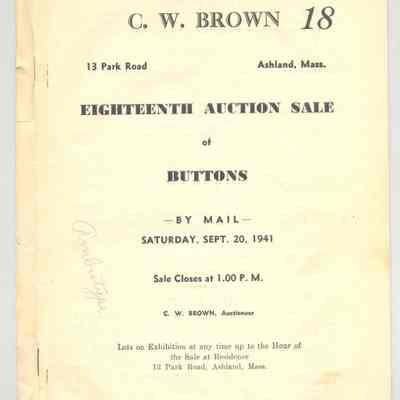 C. W. BROWN 18
13 Park Road Ashland, Mass.
EIGHTEENTH AUCTION SALE
of
BUTTONS
—BY MAIL—
SATURDAY, SEPT. 20, 1941
Sale Closes at 1.00 P. M.
C. W. BROWN, Auctioneer
Lots on Exhibition at any time up to the Hour of
the Sale at Residence
13 Park Road, Ashland, Mass.
Ambrotype